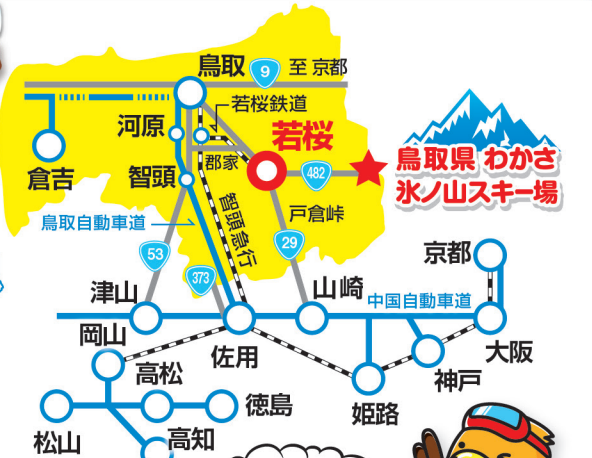 鳥取
9
至 京都
若桜鉄道
河原
若桜
郡家
倉吉
智頭
482
鳥取県 わかさ
氷ノ山スキー場
智頭急行
戸倉峠
鳥取自動車道
53
29
373
京都
津山
山崎
中国自動車道
岡山
佐用
大阪
高松
神戸
姫路
徳島
松山
高知